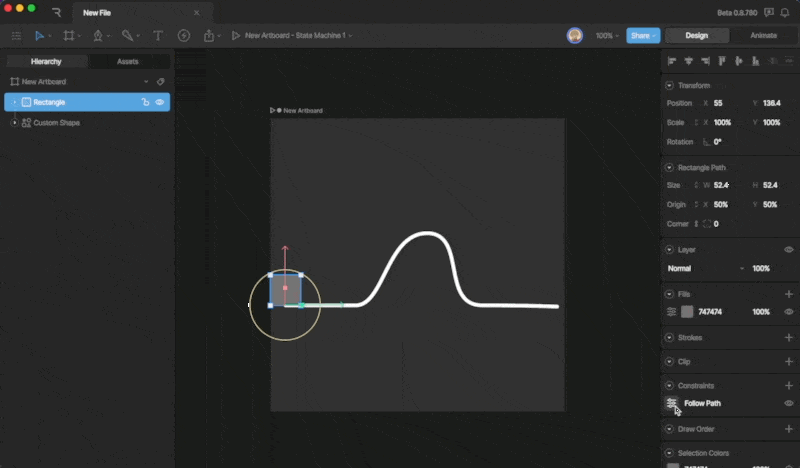 New File
Beta 0.8.780
New Artboard - State Machine 1
100%
Share
Design
Animate
Hierarchy
Assets
New Artboard
Rectangle
Custom Shape
New Artboard
Transform
Position X 55 Y 136.4
Scale X 100% Y 100%
Rotation 0°
Rectangle Path
Size W 52.4 H 52.4
Origin X 50% Y 50%
Corner 0
Layer
Normal 100%
Fills
747474 100%
Strokes
Clip
Constraints
Follow Path
Draw Order
Selection Colors
747474 100%